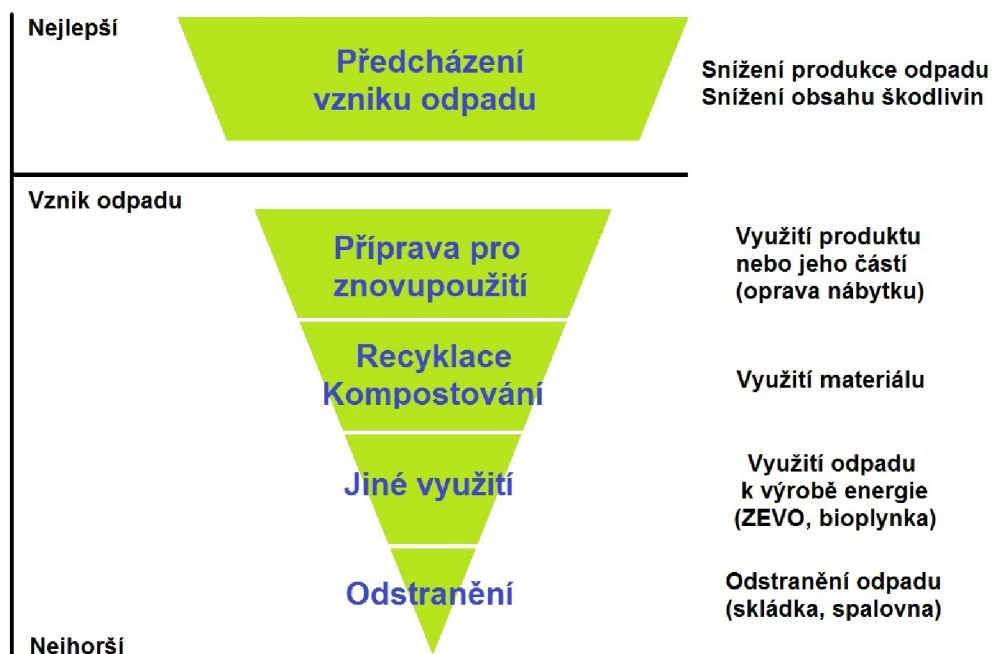 Nejlepší
Předcházení
vzniku odpadu
Snížení produkce odpadu
Snížení obsahu škodlivin
Vznik odpadu
Příprava pro
znovupoužití
Využití produktu
nebo jeho částí
(oprava nábytku)
Recyklace
Kompostování
Využití materiálu
Jiné využití
Využití odpadu
k výrobě energie
(ZEVO, bioplynka)
Odstranění
Odstranění odpadu
(skládka, spalovna)
Nejhorší